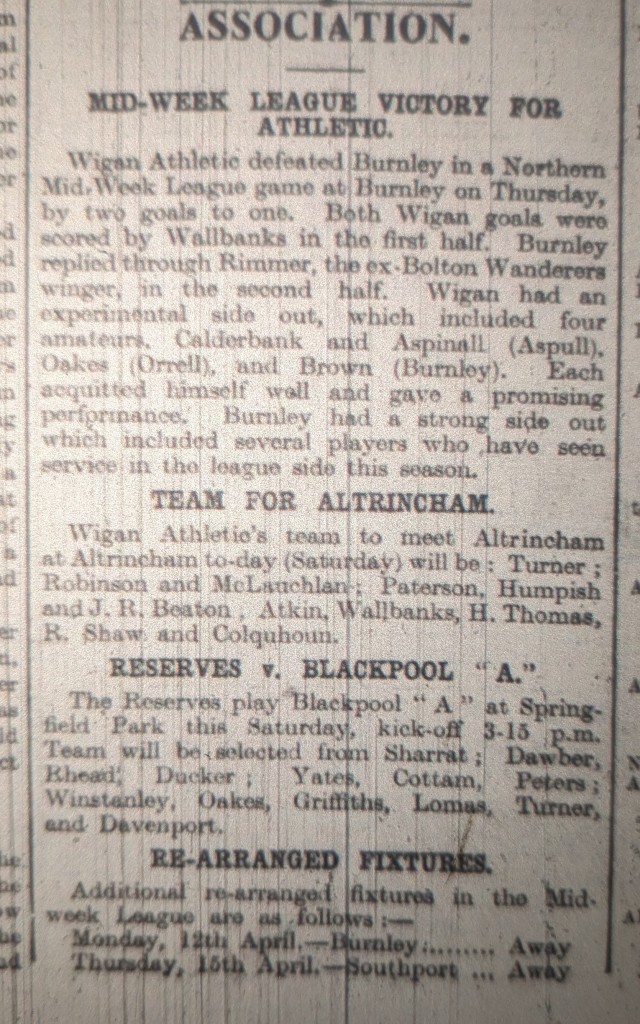 ASSOCIATION.
MID-WEEK LEAGUE VICTORY FOR
ATHLETIC.
Wigan Athletic defeated Burnley in a Northern
Mid-Week League game at Burnley on Thursday,
by two goals to one. Both Wigan goals were
scored by Wallbanks in the first half. Burnley
replied through Rimmer, the ex-Bolton Wanderers
winger, in the second half. Wigan had an
experimental side out, which included four
amateurs, Calderbank and Aspinall (Aspull),
Oakes (Orrell), and Brown (Burnley). Each
acquitted himself well and gave a promising
performance. Burnley had a strong side out
which included several players who have seen
service in the league side this season.
TEAM FOR ALTRINCHAM.
Wigan Athletic's team to meet Altrincham
at Altrincham to-day (Saturday) will be: Turner;
Robinson and McLauchlan; Paterson, Humpish
and J. R. Beaton; Atkin, Wallbanks, H. Thomas,
R. Shaw and Colquhoun.
RESERVES v. BLACKPOOL "A."
The Reserves play Blackpool "A" at Spring-
field Park this Saturday, kick-off 3-15 p.m.
Team will be selected from Sharrat; Dawber,
Rhead, Ducker; Yates, Cottam, Peters;
Winstanley, Oakes, Griffiths, Lomas, Turner,
and Davenport.
RE-ARRANGED FIXTURES.
Additional re-arranged fixtures in the Mid-
week League are as follows:—
Monday, 12th April.—Burnley......... Away
Thursday, 15th April.—Southport ... Away